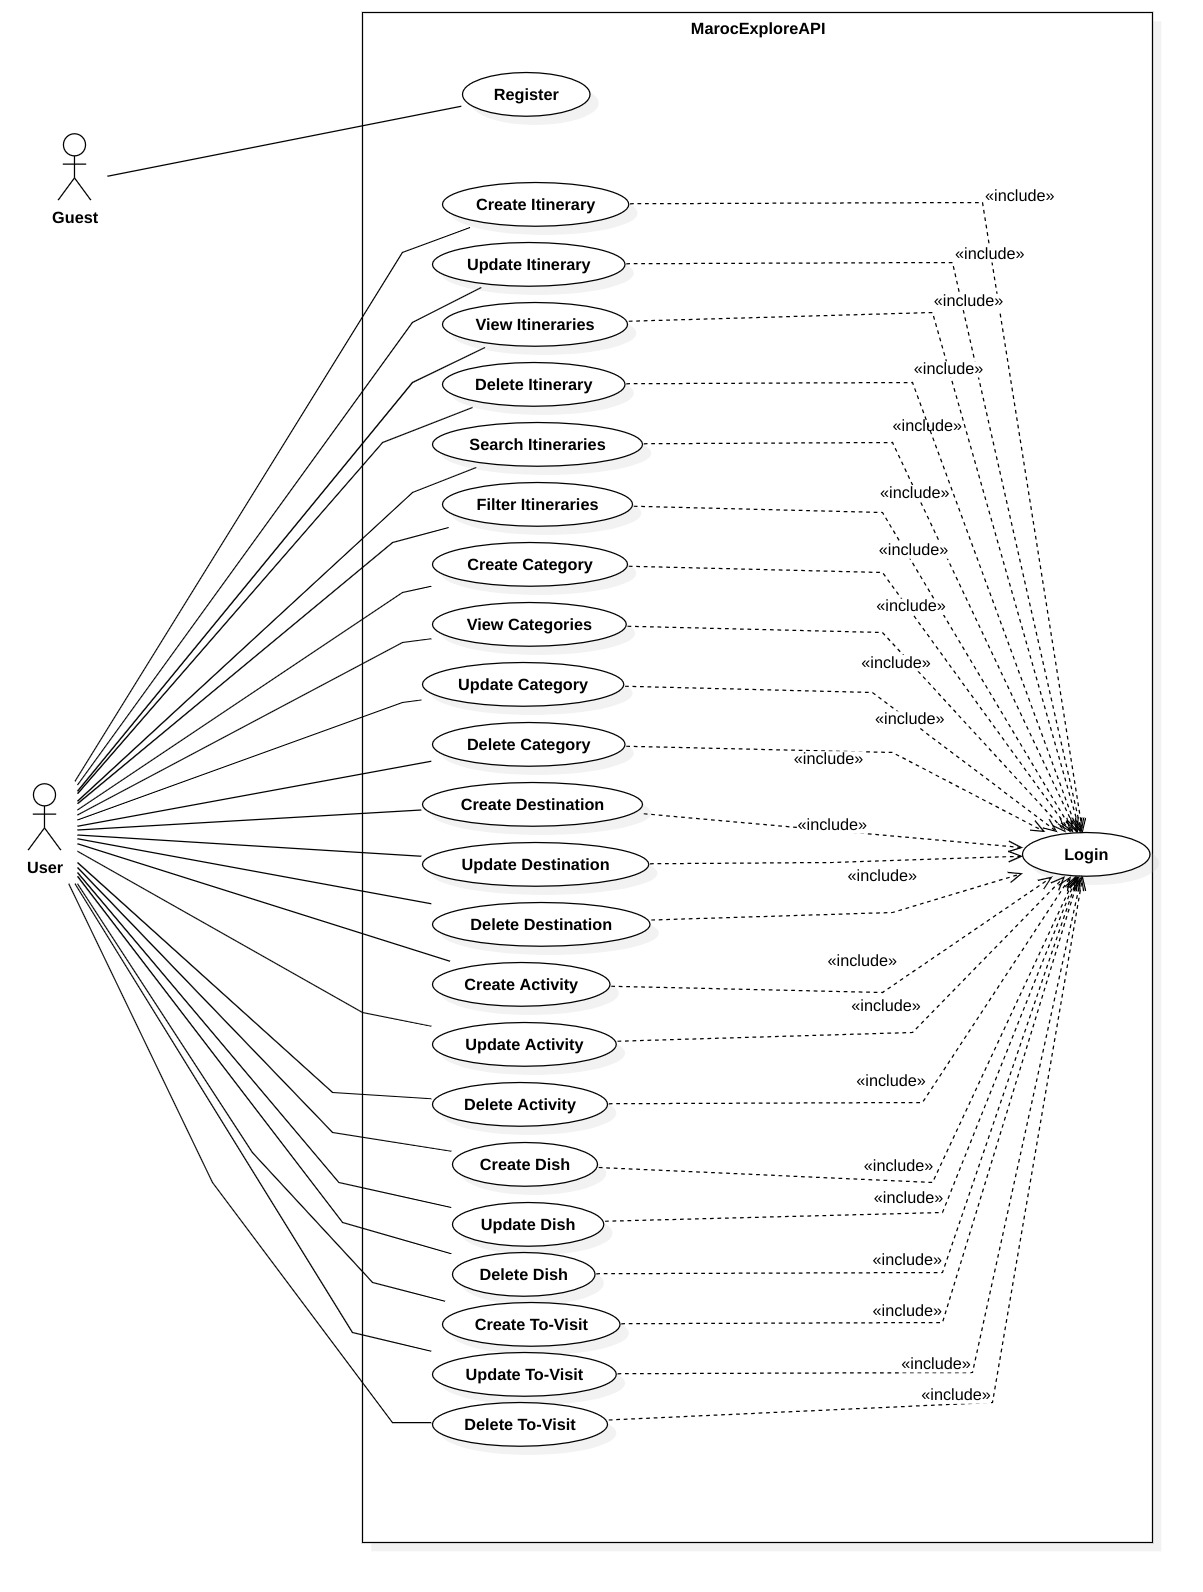 MarocExploreAPI
Register
Guest
Create Itinerary
«include»
Update Itinerary
«include»
View Itineraries
«include»
Delete Itinerary
«include»
Search Itineraries
«include»
Filter Itineraries
«include»
Create Category
«include»
View Categories
«include»
Update Category
«include»
Delete Category
«include»
«include»
Create Destination
«include»
User
Update Destination
Login
«include»
Delete Destination
«include»
Create Activity
«include»
Update Activity
«include»
Delete Activity
Create Dish
«include»
«include»
Update Dish
«include»
Delete Dish
«include»
Create To-Visit
«include»
Update To-Visit
«include»
Delete To-Visit